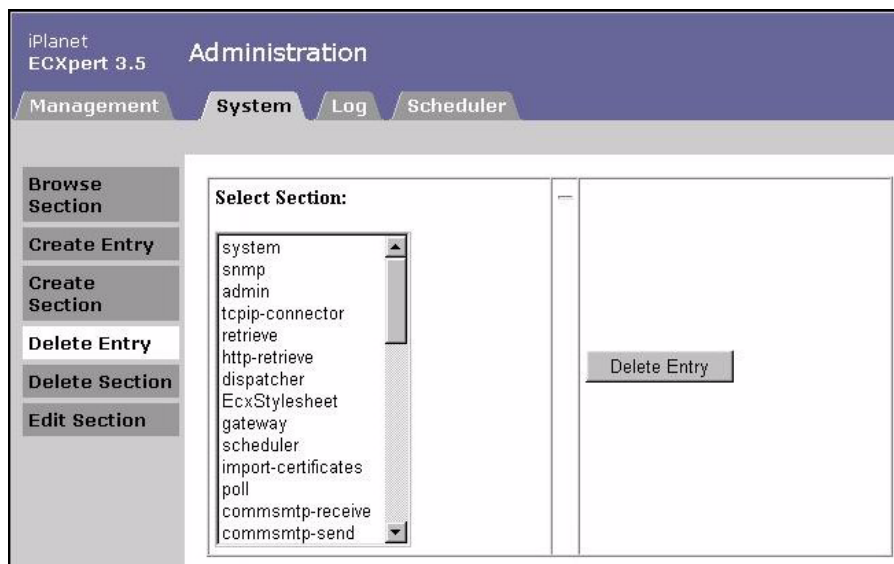 iPlanet
ECXpert 3.5
Administration
Management
System
Log
Scheduler
Browse
Section
Create Entry
Create
Section
Delete Entry
Delete Section
Edit Section
Select Section:
system
snmp
admin
tcpip-connector
retrieve
http-retrieve
dispatcher
EcxStylesheet
gateway
scheduler
import-certificates
poll
commsmtp-receive
commsmtp-send
Delete Entry